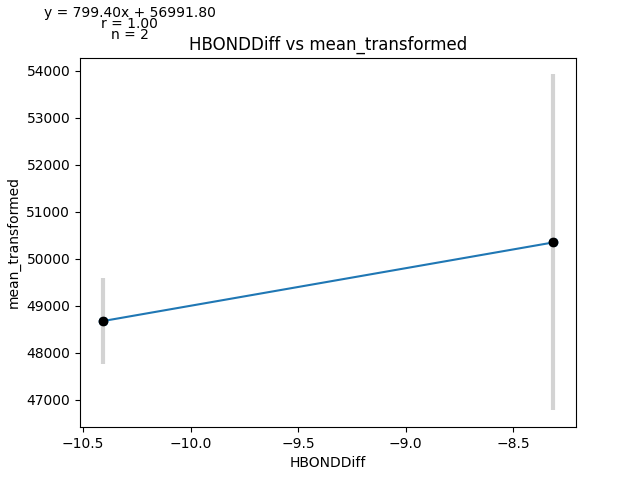 y = 799.40x + 56991.80
r = 1.00
n = 2
HBONDDiff vs mean_transformed
54000
53000
52000
51000
50000
49000
48000
47000
mean_transformed
−10.5
−10.0
−9.5
−9.0
−8.5
HBONDDiff